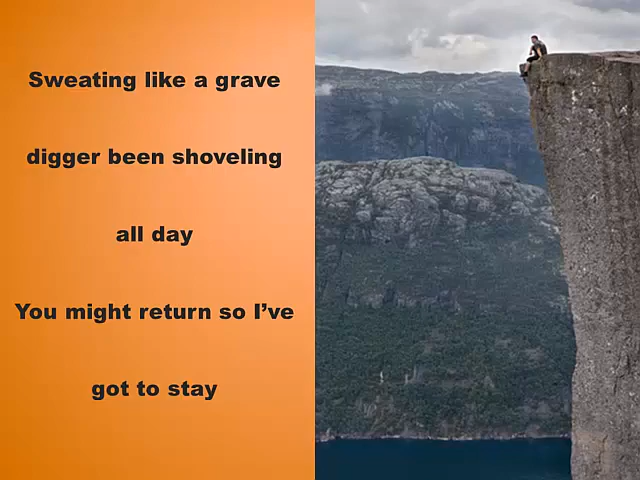 Sweating like a grave
digger been shoveling
all day
You might return so I’ve
got to stay